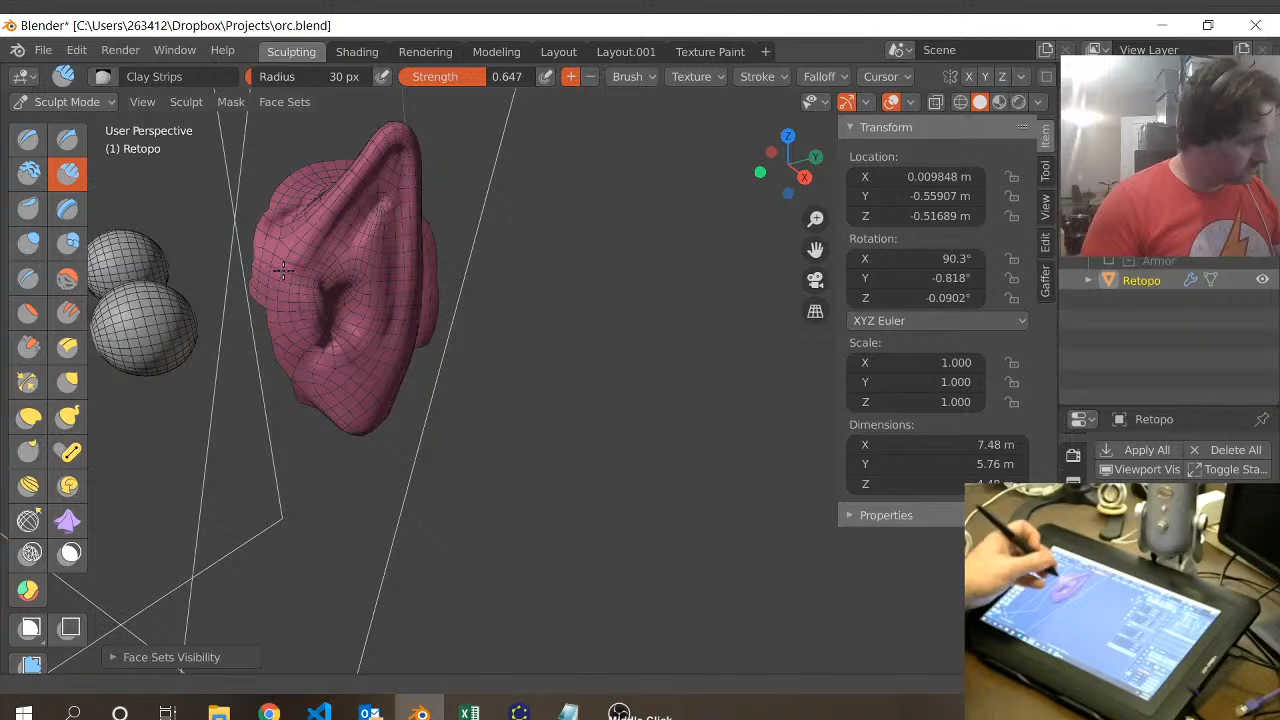 Blender* [C:\Users\263412\Dropbox\Projects\orc.blend]
File Edit Render Window Help Sculpting Shading Rendering Modeling Layout Layout.001 Texture Paint + Scene View Layer
Clay Strips Radius 30 px Strength 0.647 + − Brush Texture Stroke Falloff Cursor X Y Z
Sculpt Mode View Sculpt Mask Face Sets
User Perspective
(1) Retopo
Z
Y
X
Transform
Location:
X 0.009848 m
Y -0.55907 m
Z -0.51689 m
Rotation:
X 90.3°
Y -0.818°
Z -0.0902°
XYZ Euler
Scale:
X 1.000
Y 1.000
Z 1.000
Dimensions:
X 7.48 m
Y 5.76 m
Z
Properties
Item
Tool
View
Edit
Gaffer
Armor
Retopo
Retopo
Apply All Delete All
Viewport Vis Toggle Sta...
Face Sets Visibility
Middle Click